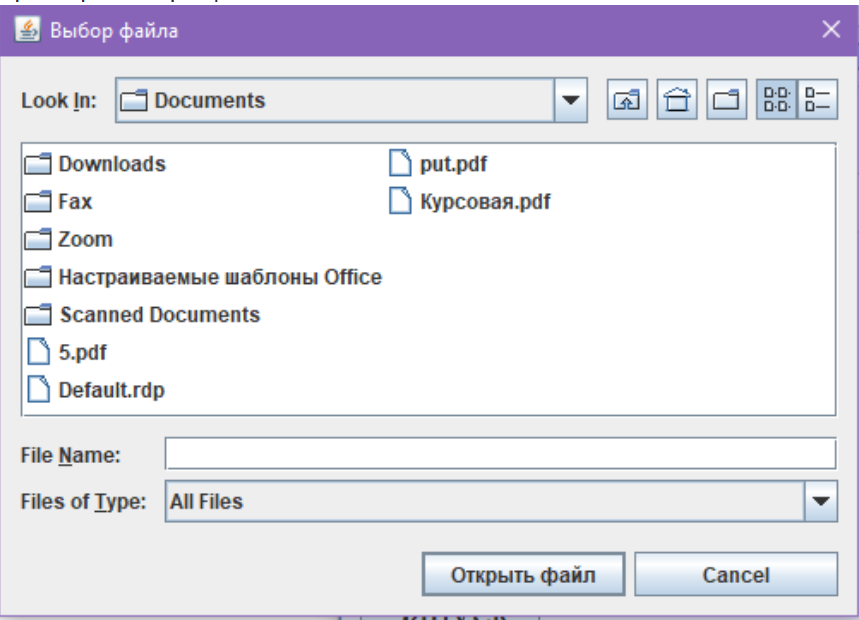 Выбор файла
Look In: Documents
Downloads
Fax
Zoom
Настраиваемые шаблоны Office
Scanned Documents
5.pdf
Default.rdp
put.pdf
Курсовая.pdf
File Name:
Files of Type: All Files
Открыть файл Cancel